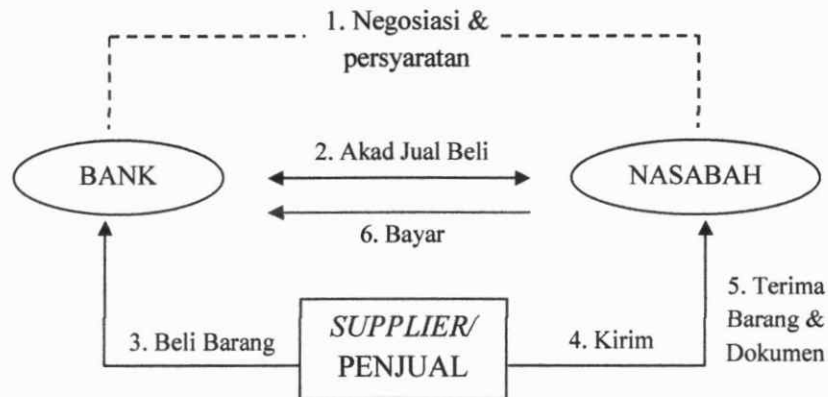 1. Negosiasi &
persyaratan
BANK
2. Akad Jual Beli
NASABAH
6. Bayar
3. Beli Barang
SUPPLIER/
PENJUAL
4. Kirim
5. Terima
Barang &
Dokumen